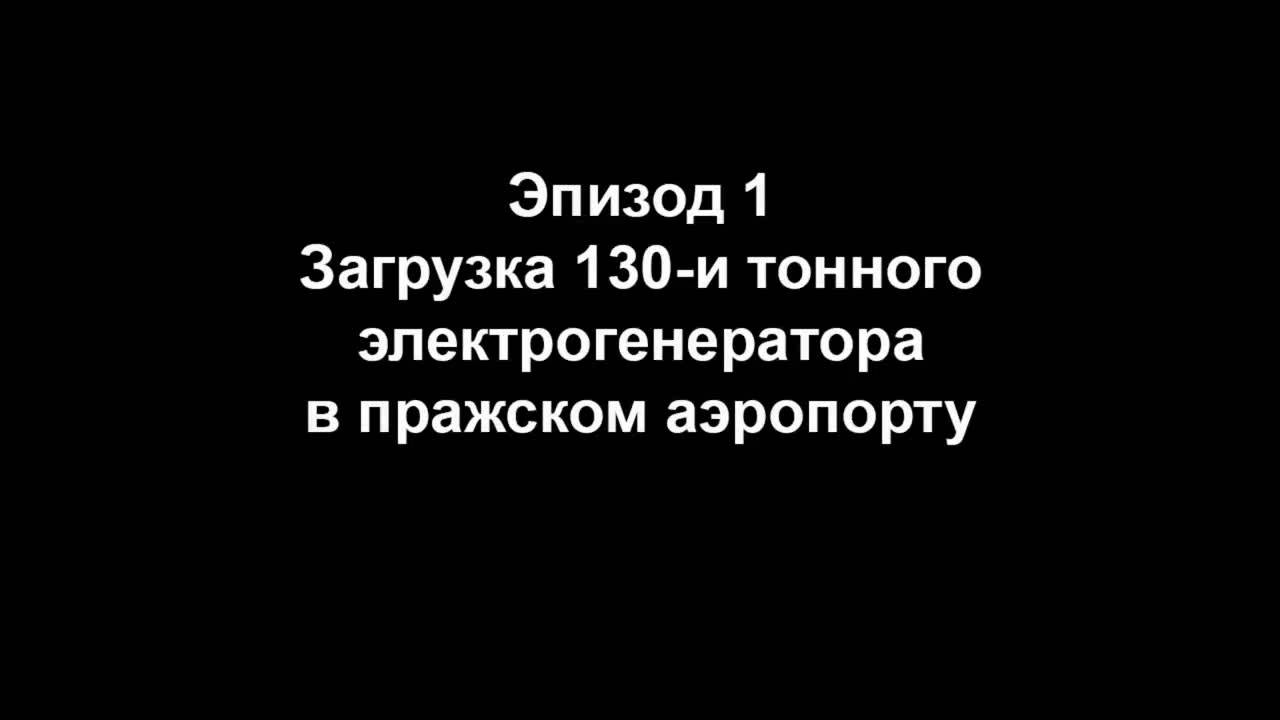 Эпизод 1
Загрузка 130-и тонного
электрогенератора
в пражском аэропорту